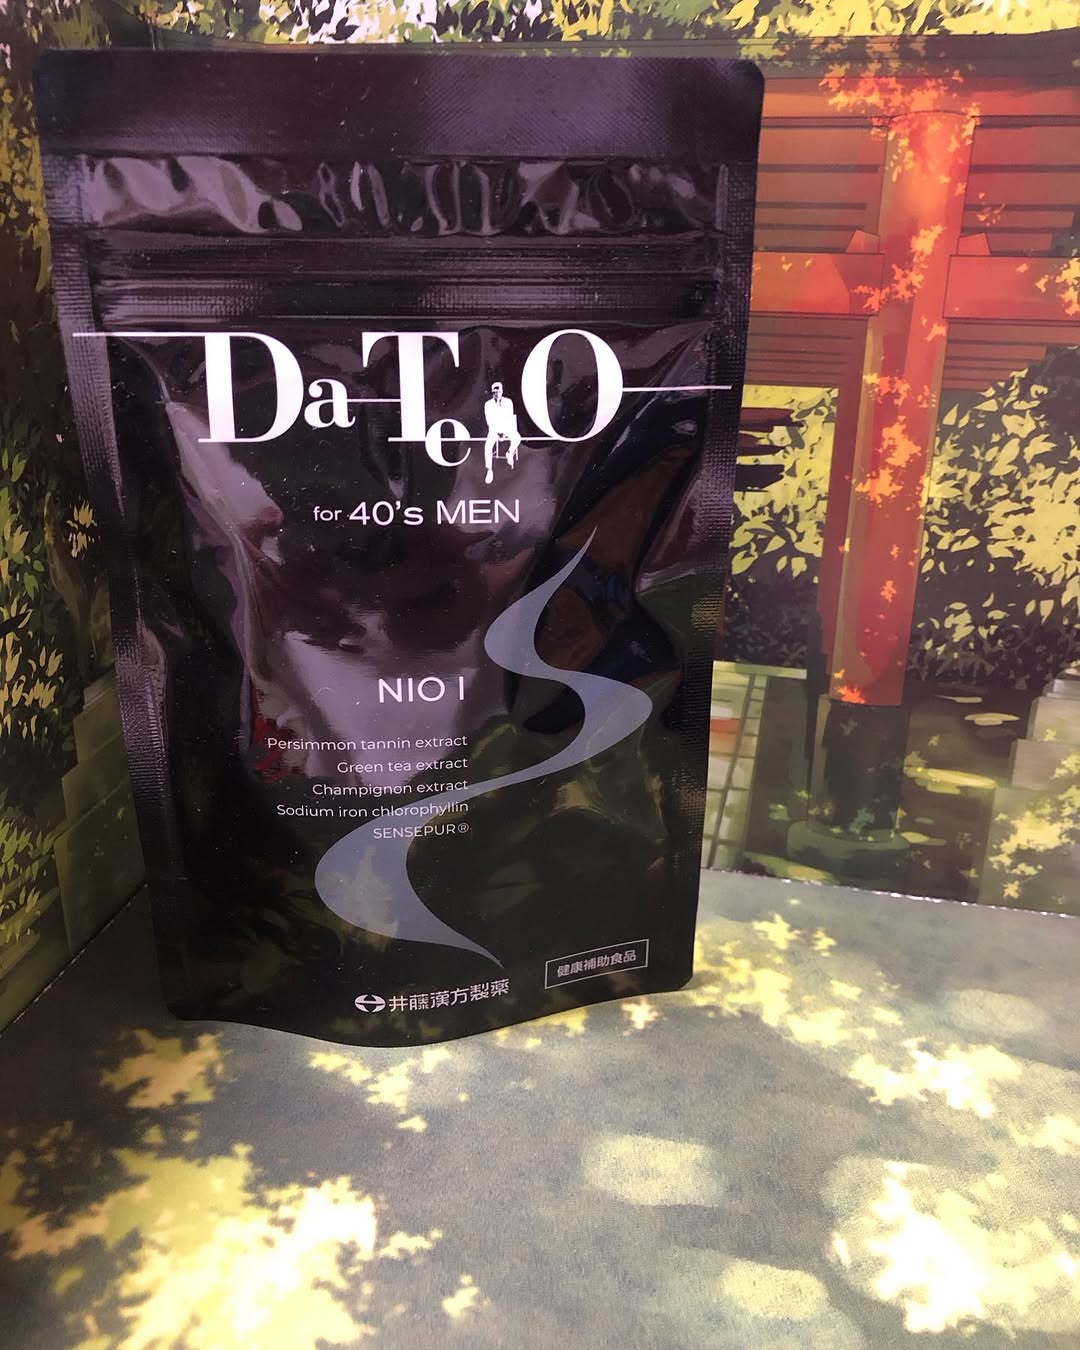 DaTeO
for 40's MEN
NIO I
Persimmon tannin extract
Green tea extract
Champignon extract
Sodium iron chlorophyllin
SENSEPUR®
健康補助食品
井藤漢方製薬